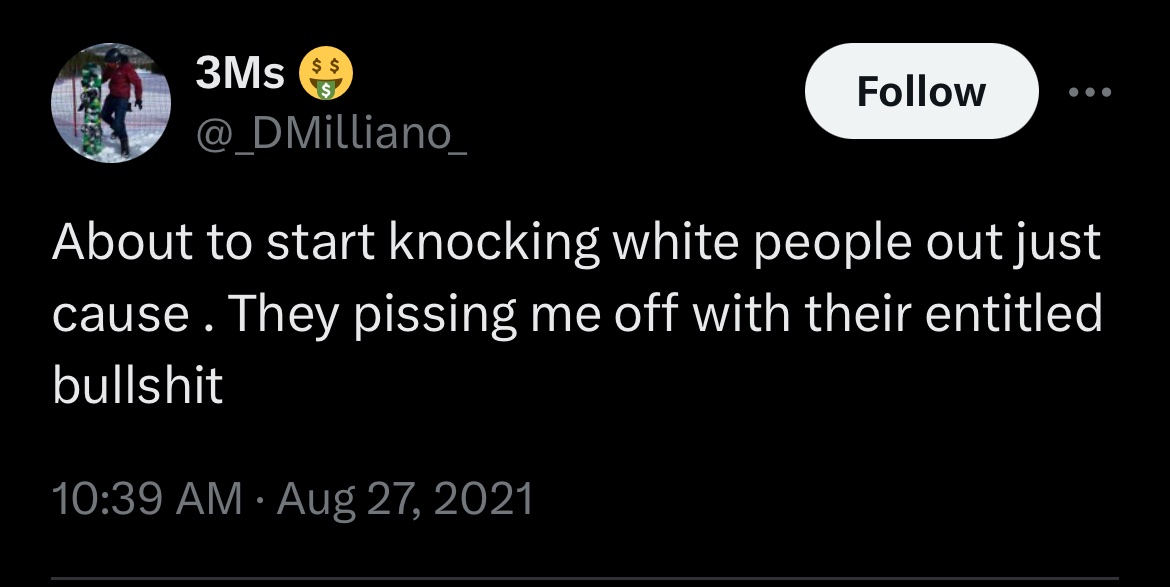 3Ms 🤑
Follow
@_DMilliano_
About to start knocking white people out just
cause . They pissing me off with their entitled
bullshit
10:39 AM · Aug 27, 2021